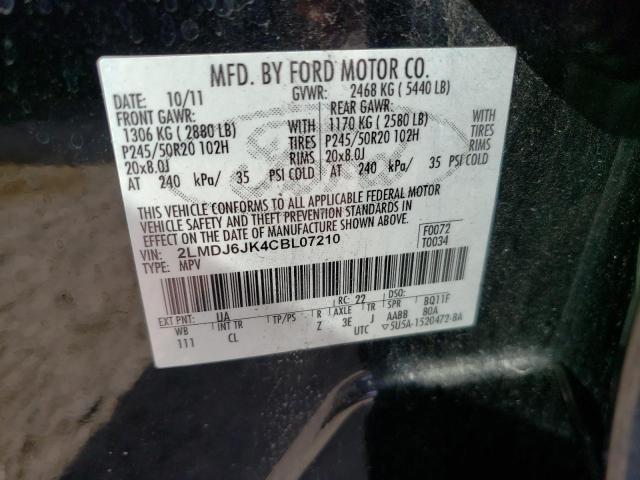 MFD. BY FORD MOTOR CO.
DATE: 10/11 GVWR: 2468 KG ( 5440 LB)
FRONT GAWR: REAR GAWR:
1306 KG ( 2880 LB) WITH 1170 KG ( 2580 LB) WITH
P245/50R20 102H TIRES P245/50R20 102H TIRES
20x8.0J RIMS 20x8.0J RIMS
AT 240 kPa/ 35 PSI COLD AT 240 kPa/ 35 PSI COLD
THIS VEHICLE CONFORMS TO ALL APPLICABLE FEDERAL MOTOR
VEHICLE SAFETY AND THEFT PREVENTION STANDARDS IN
EFFECT ON THE DATE OF MANUFACTURE SHOWN ABOVE.
VIN: 2LMDJ6JK4CBL07210 F0072
TYPE: MPV T0034
EXT PNT: UA RC: 22 DSO:
WB INT TR TP/PS R AXLE TR SPR BQ11F
111 CL Z 3E J AABB 80A
UTC ▽5U5A-1520472-BA